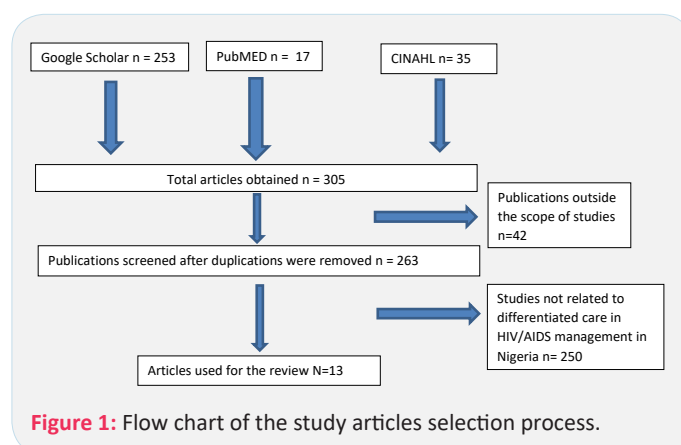 Google Scholar n = 253
PubMED n = 17
CINAHL n= 35
Total articles obtained n = 305
Publications outside
the scope of studies
n=42
Publications screened after duplications were removed n = 263
Studies not related to
differentiated care in
HIV/AIDS management in
Nigeria n= 250
Articles used for the review N=13
Figure 1: Flow chart of the study articles selection process.